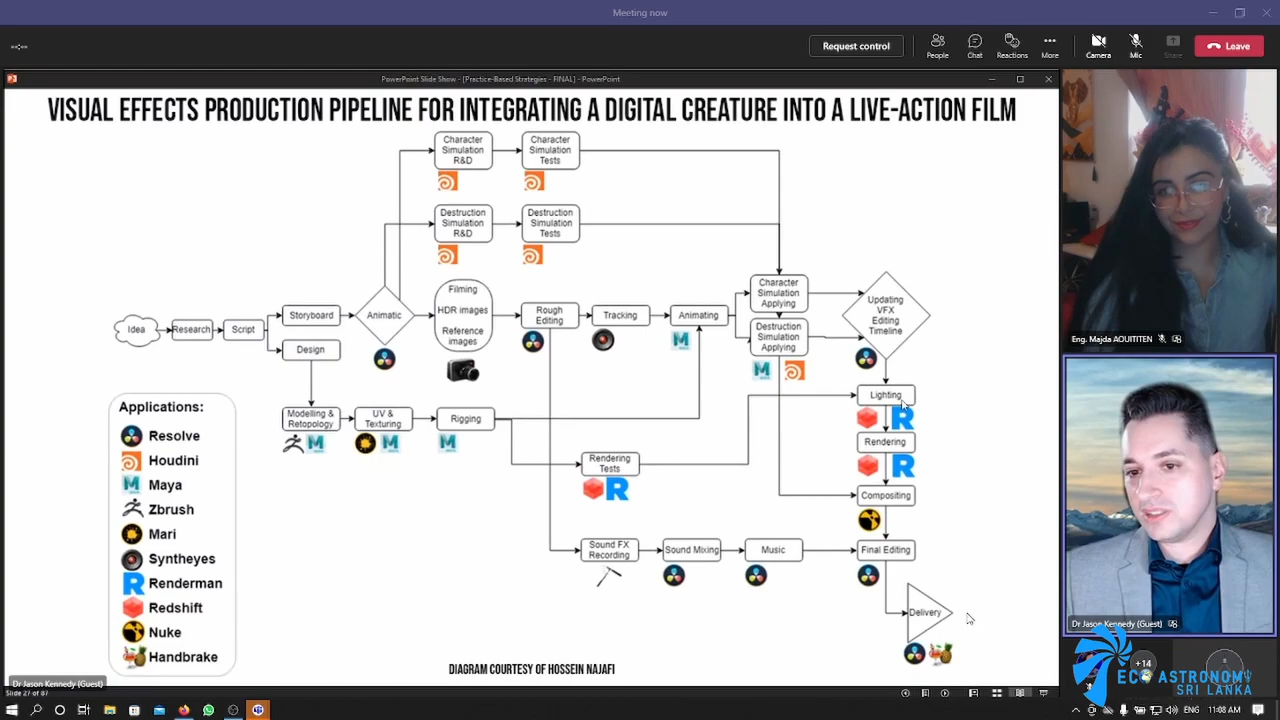 Meeting now
Request control
People
Chat
Reactions
More
Camera
Mic
Share
Leave
PowerPoint Slide Show - [Practice-Based Strategies - FINAL] - PowerPoint
VISUAL EFFECTS PRODUCTION PIPELINE FOR INTEGRATING A DIGITAL CREATURE INTO A LIVE-ACTION FILM
Character
Simulation
R&D
Character
Simulation
Tests
Destruction
Simulation
R&D
Destruction
Simulation
Tests
Idea
Research
Script
Storyboard
Design
Animatic
Filming
HDR images
Reference
images
Rough
Editing
Tracking
Animating
Character
Simulation
Applying
Destruction
Simulation
Applying
Updating
VFX
Editing
Timeline
Modelling &
Retopology
UV &
Texturing
Rigging
Rendering
Tests
Lighting
Rendering
Compositing
Sound FX
Recording
Sound Mixing
Music
Final Editing
Delivery
Applications:
Resolve
Houdini
Maya
Zbrush
Mari
Syntheyes
Renderman
Redshift
Nuke
Handbrake
DIAGRAM COURTESY OF HOSSEIN NAJAFI
Dr Jason Kennedy (Guest)
Slide 27 of 87
Eng. Majda AOUITITEN
Dr Jason Kennedy (Guest)
+14
ECO ASTRONOMY
SRI LANKA
11:08 AM